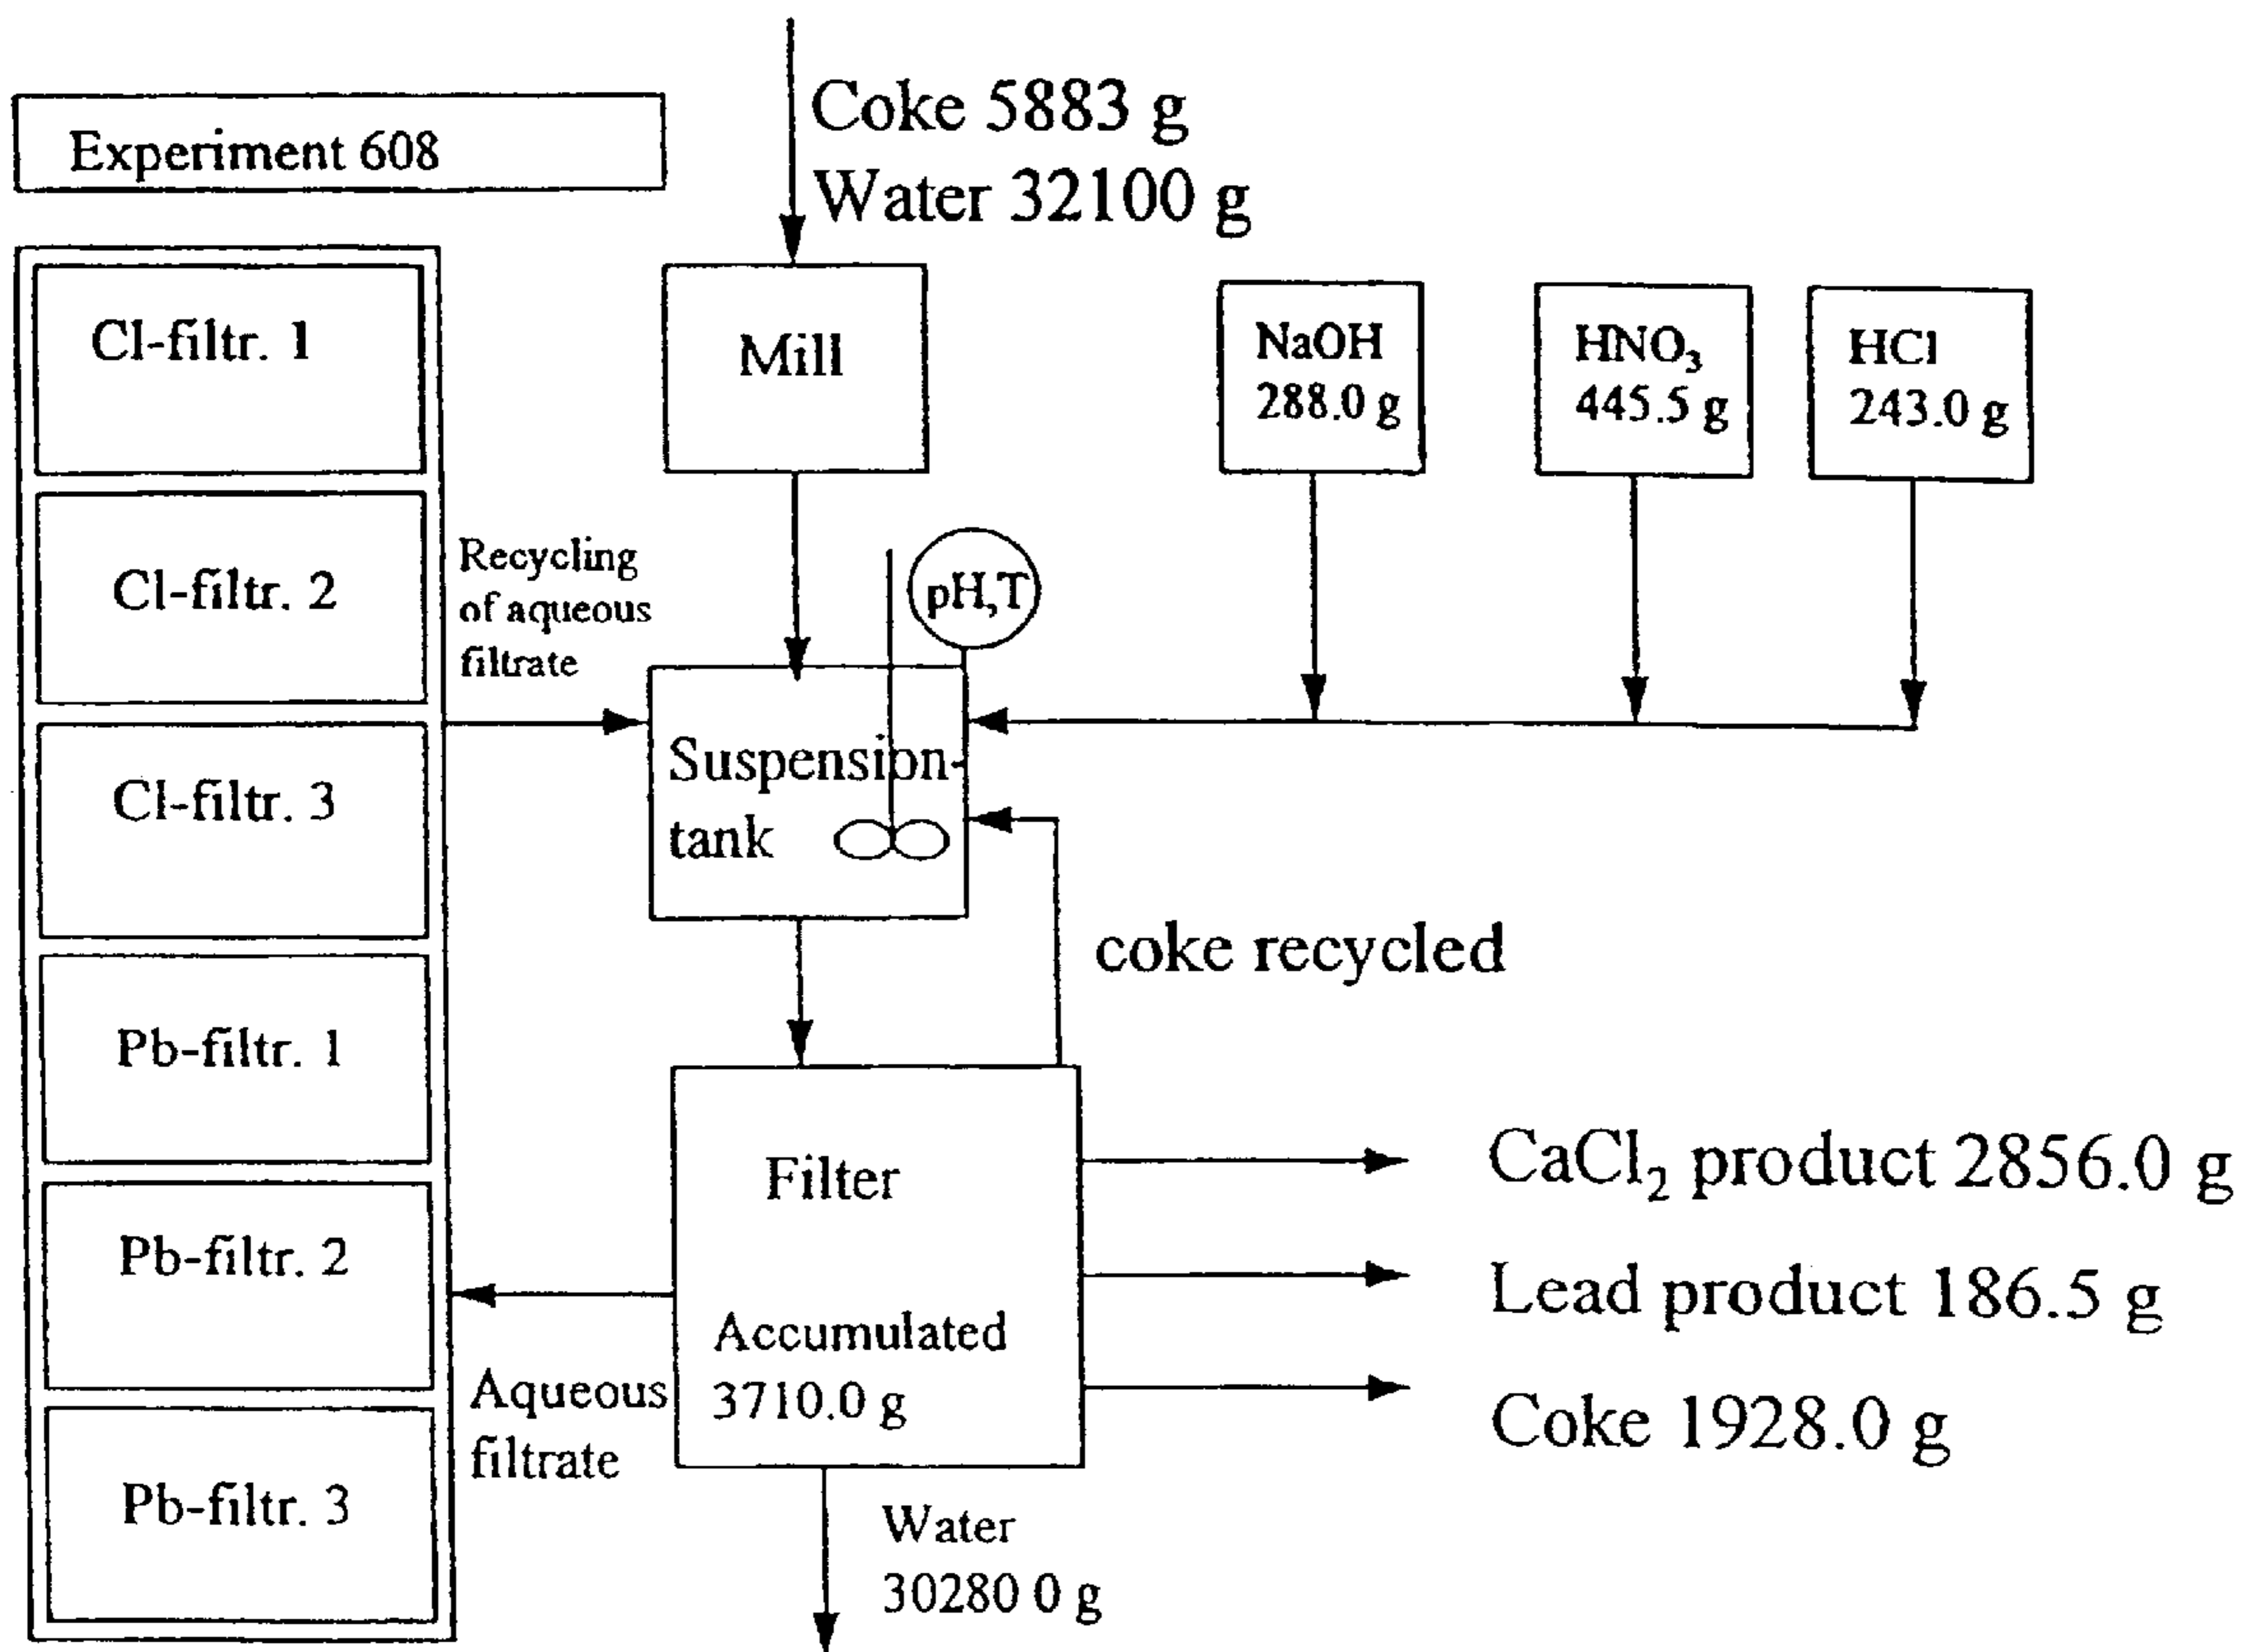 Experiment 608
Coke 5883 g
Water 32100 g
Cl-filtr. 1
Cl-filtr. 2
Cl-filtr. 3
Pb-filtr. 1
Pb-filtr. 2
Pb-filtr. 3
Mill
NaOH
288.0 g
HNO₃
445.5 g
HCl
243.0 g
Recycling
of aqueous
filtrate
pH,T
Suspension-
tank
coke recycled
Filter
Accumulated
3710.0 g
Aqueous
filtrate
CaCl₂ product 2856.0 g
Lead product 186.5 g
Coke 1928.0 g
Water
30280 0 g